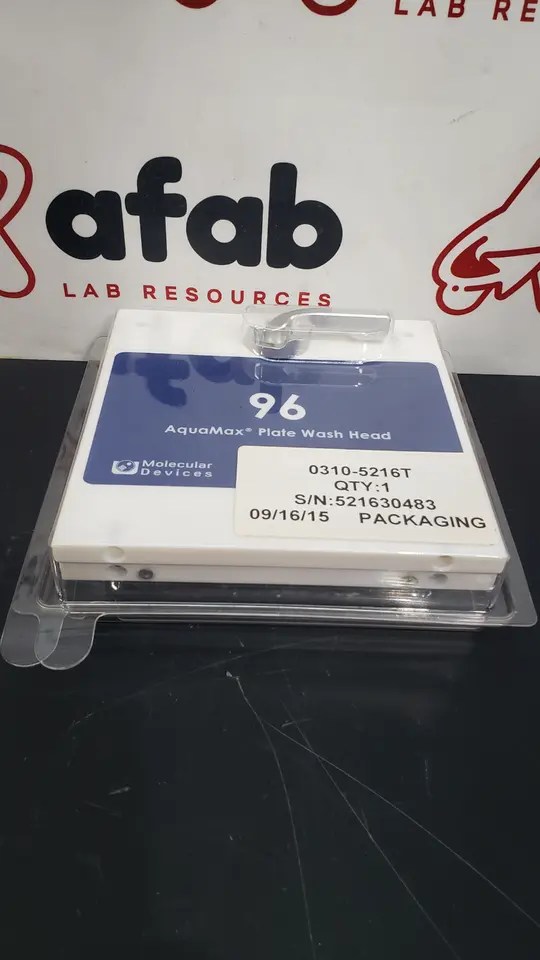 LAB RE
afab
LAB RESOURCES
96
AquaMax® Plate Wash Head
Molecular
Devices
0310-5216T
QTY:1
S/N:521630483
09/16/15 PACKAGING